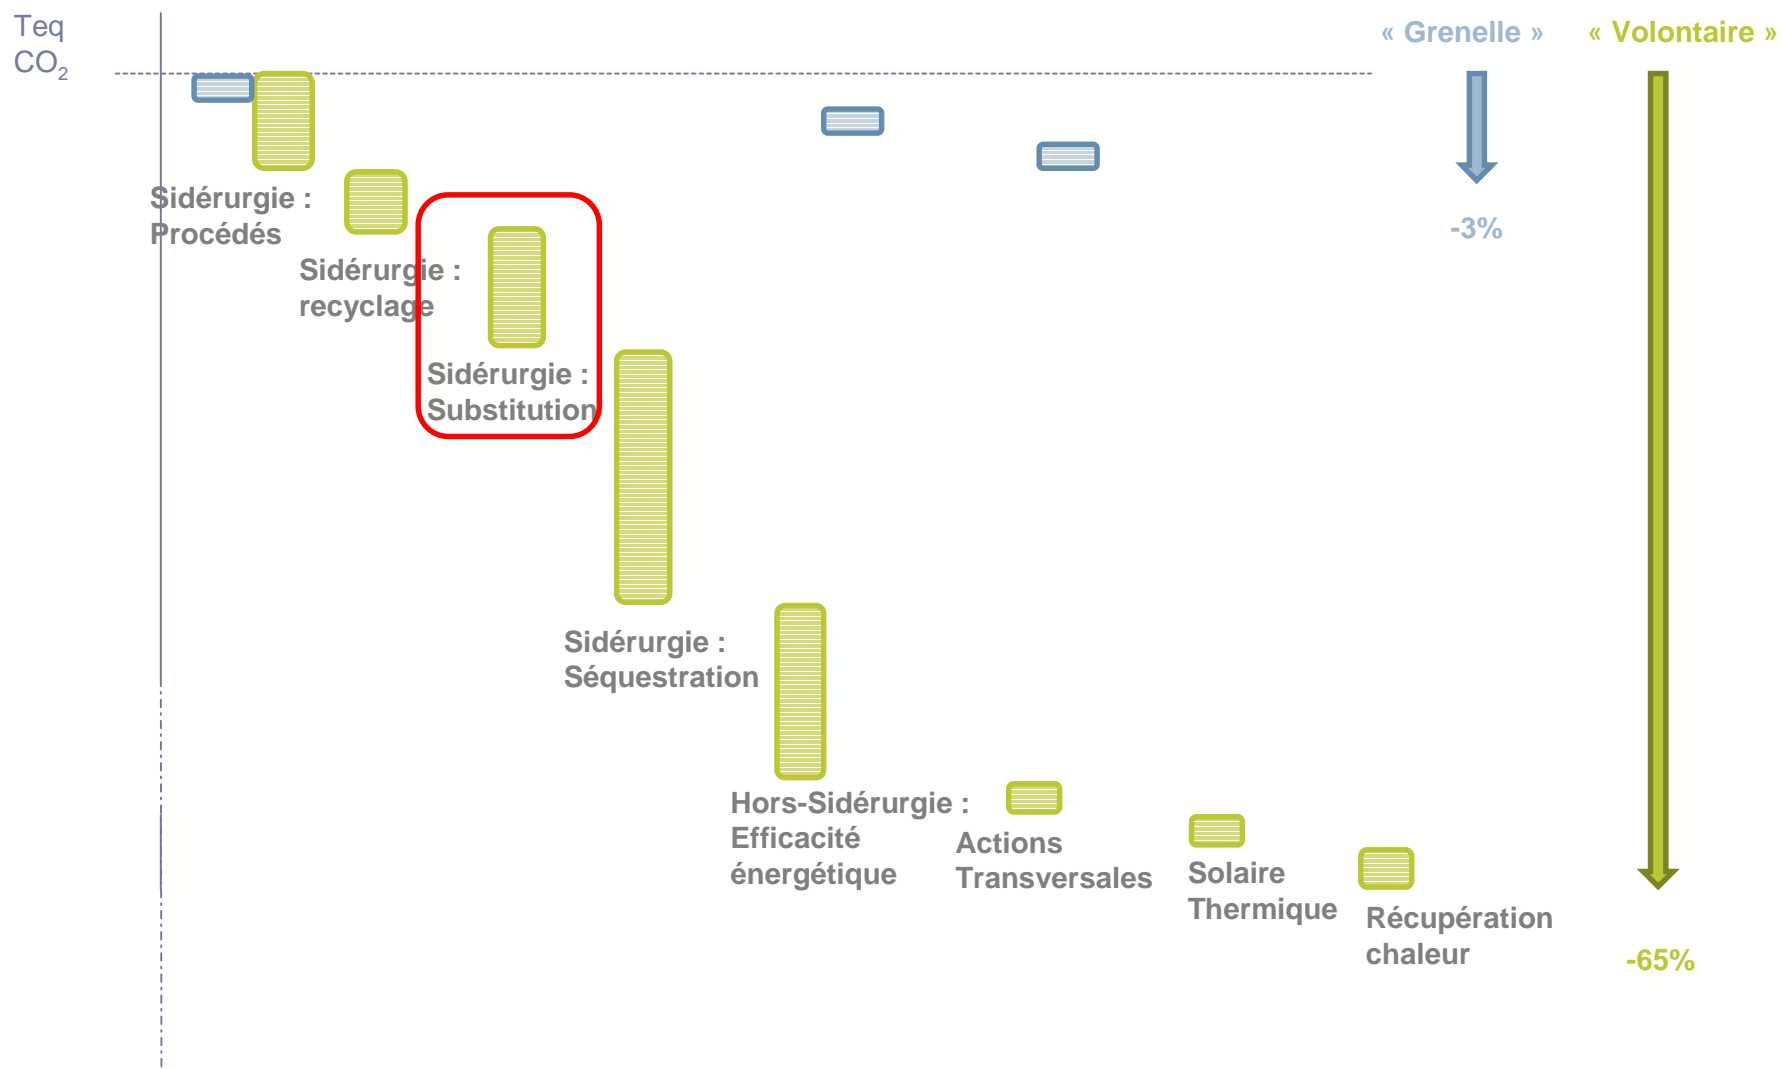 Teq
CO₂
« Grenelle »
« Volontaire »
Sidérurgie :
Procédés
-3%
Sidérurgie :
recyclage
Sidérurgie :
Substitution
Sidérurgie :
Séquestration
Hors-Sidérurgie :
Efficacité
énergétique
Actions
Transversales
Solaire
Thermique
Récupération
chaleur
-65%